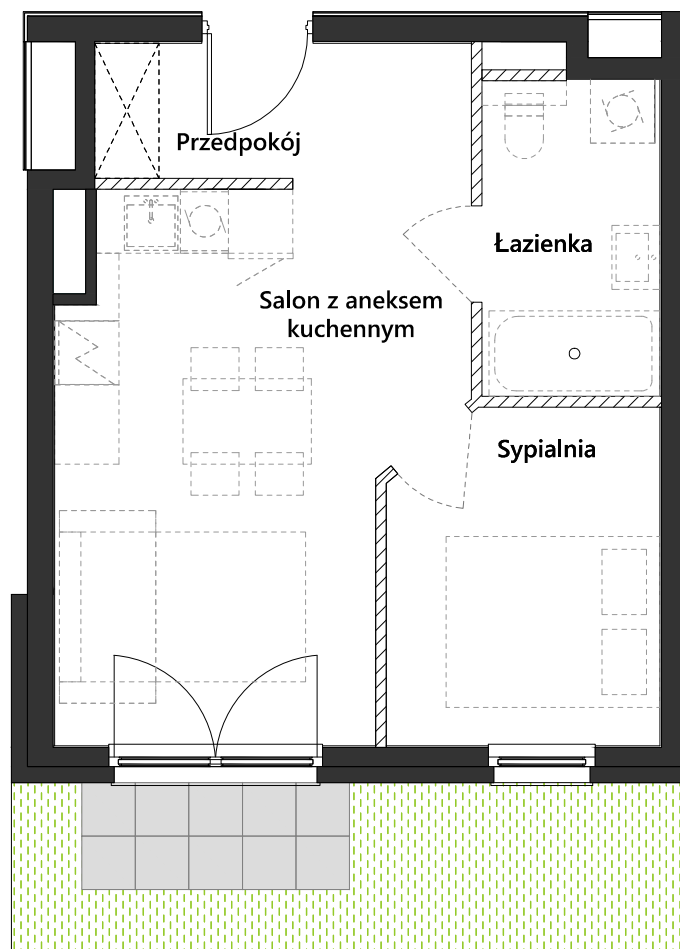 Przedpokój
Łazienka
Salon z aneksem
kuchennym
Sypialnia